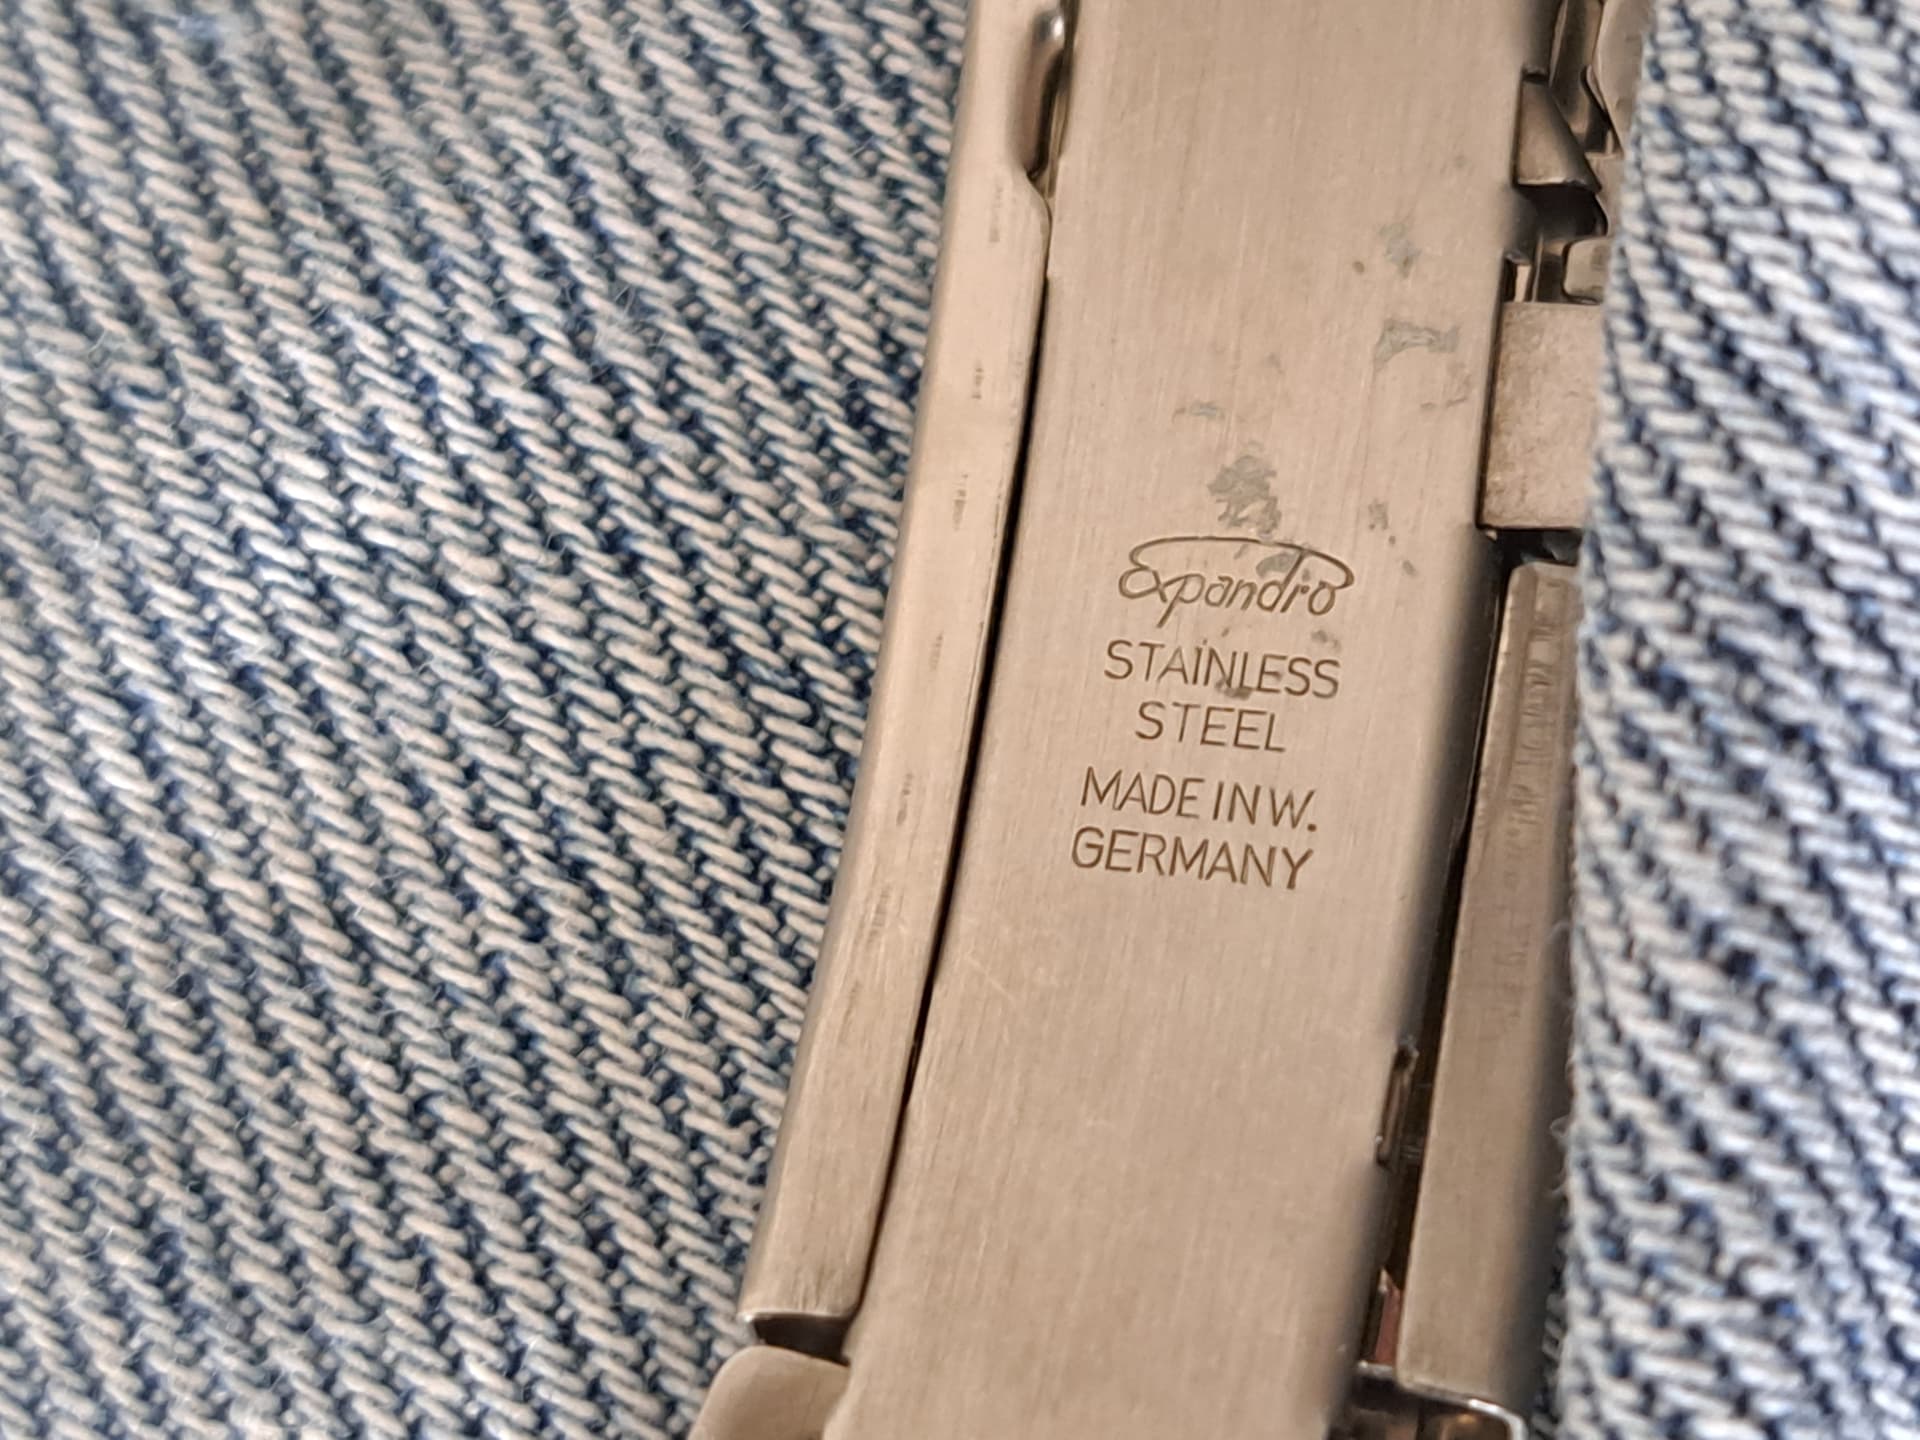 Expandro
STAINLESS
STEEL
MADE IN W.
GERMANY